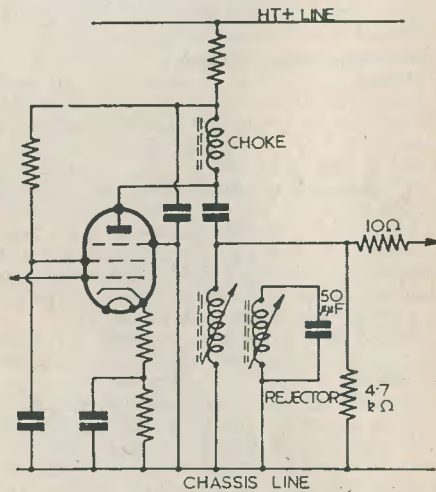 HT+ LINE
CHOKE
10Ω
50
μμF
REJECTOR
4·7
kΩ
CHASSIS LINE